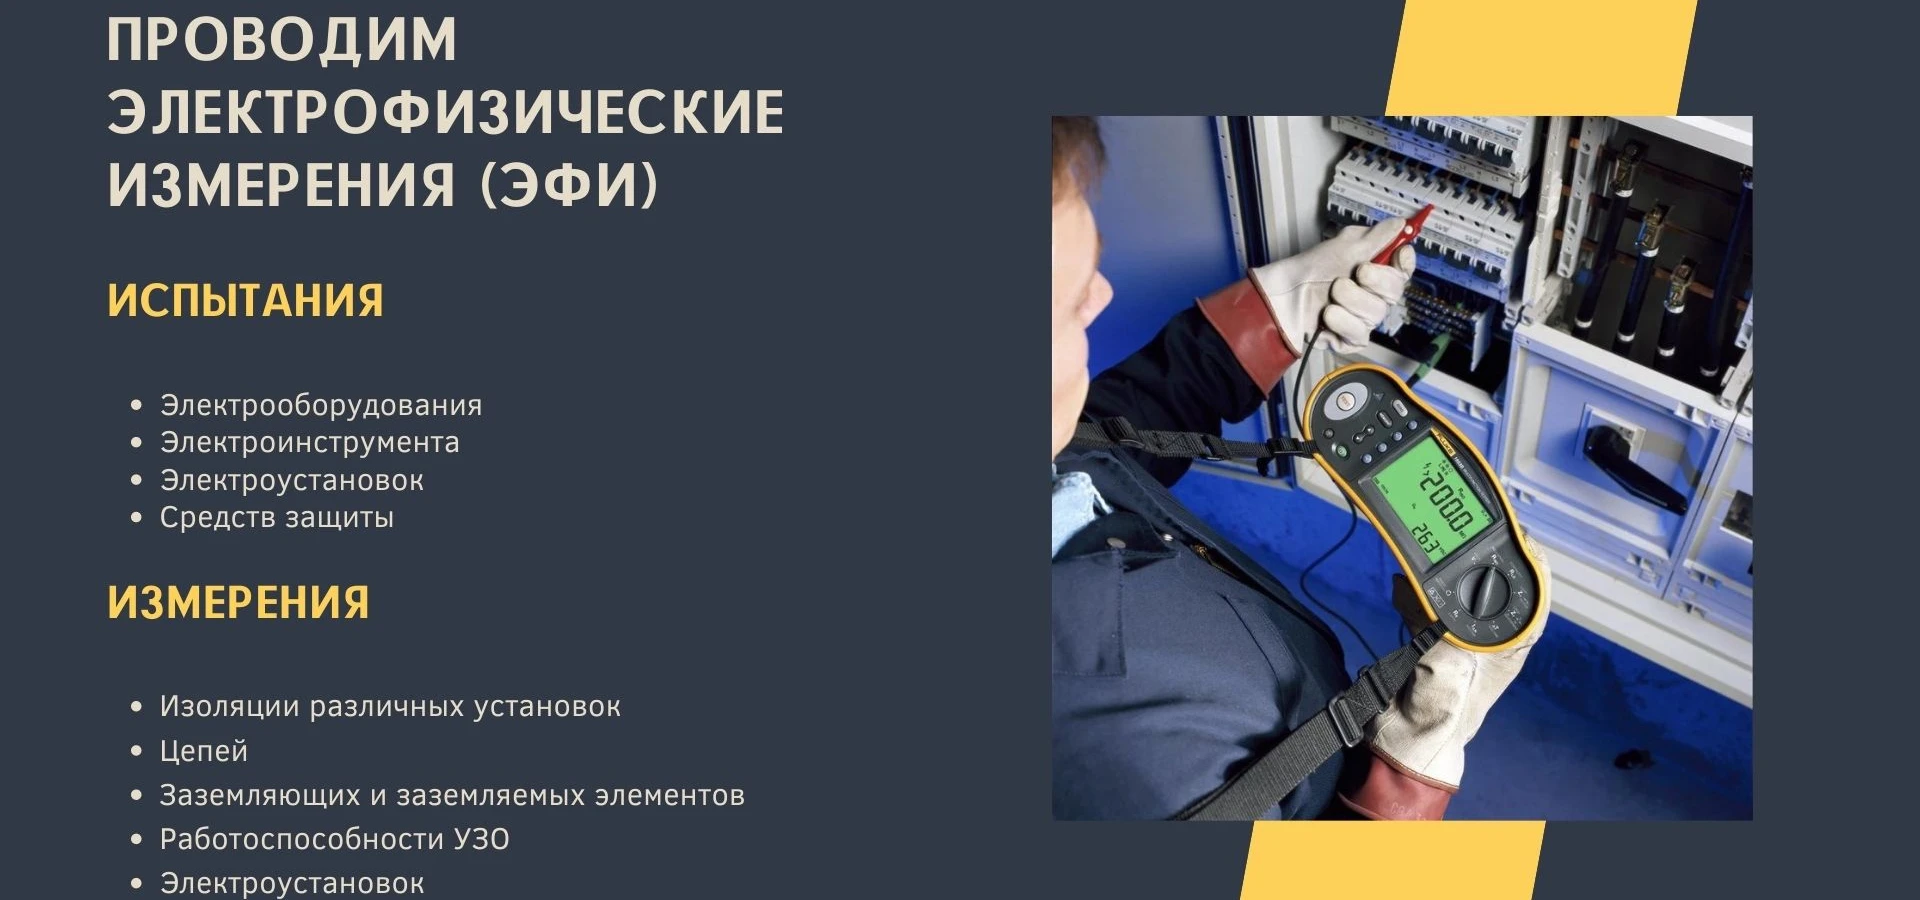 ПРОВОДИМ
ЭЛЕКТРОФИЗИЧЕСКИЕ
ИЗМЕРЕНИЯ (ЭФИ)
ИСПЫТАНИЯ
• Электрооборудования
• Электроинструмента
• Электроустановок
• Средств защиты
ИЗМЕРЕНИЯ
• Изоляции различных установок
• Цепей
• Заземляющих и заземляемых элементов
• Работоспособности УЗО
• Электроустановок
FLUKE
200.0
263